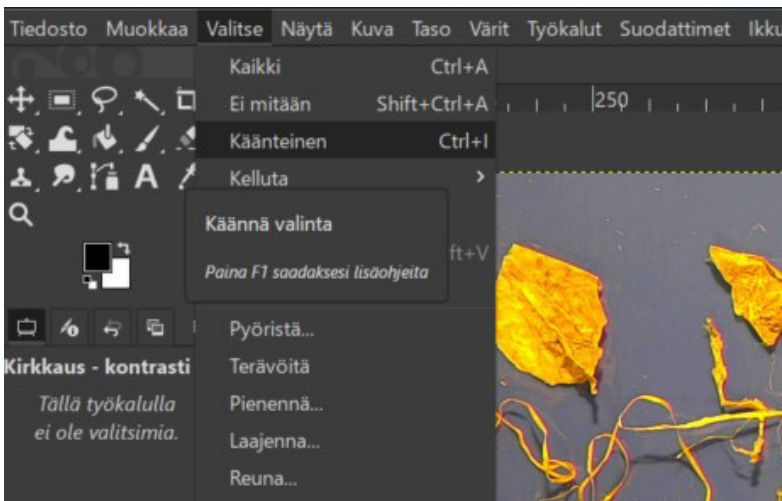 Tiedosto Muokkaa Valitse Näytä Kuva Taso Värit Työkalut Suodattimet
Kaikki Ctrl+A
Ei mitään Shift+Ctrl+A
250
Käänteinen Ctrl+I
Kelluta >
Käännä valinta
Paina F1 saadaksesi lisäohjeita
ft+V
Pyöristä...
Kirkkaus - kontrasti
Terävöitä
Tällä työkalulla
ei ole valitsimia.
Pienennä...
Laajenna...
Reuna...